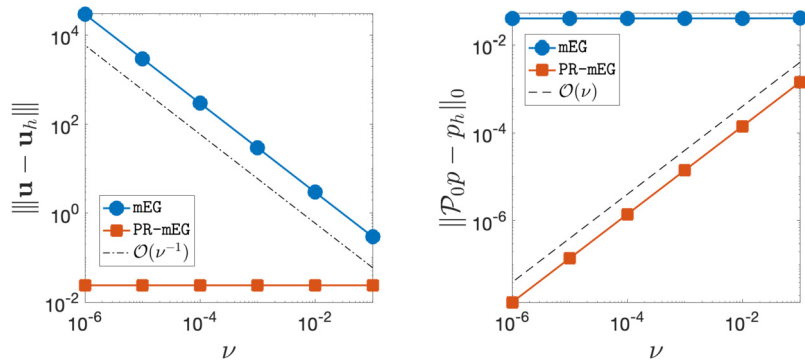 10^4
10^2
10^0
10^-2
|||u − u_h|||
mEG
PR-mEG
O(ν^-1)
10^-6
10^-4
10^-2
ν
10^-2
10^-4
10^-6
‖P_0 p − p_h‖_0
mEG
PR-mEG
O(ν)
10^-6
10^-4
10^-2
ν